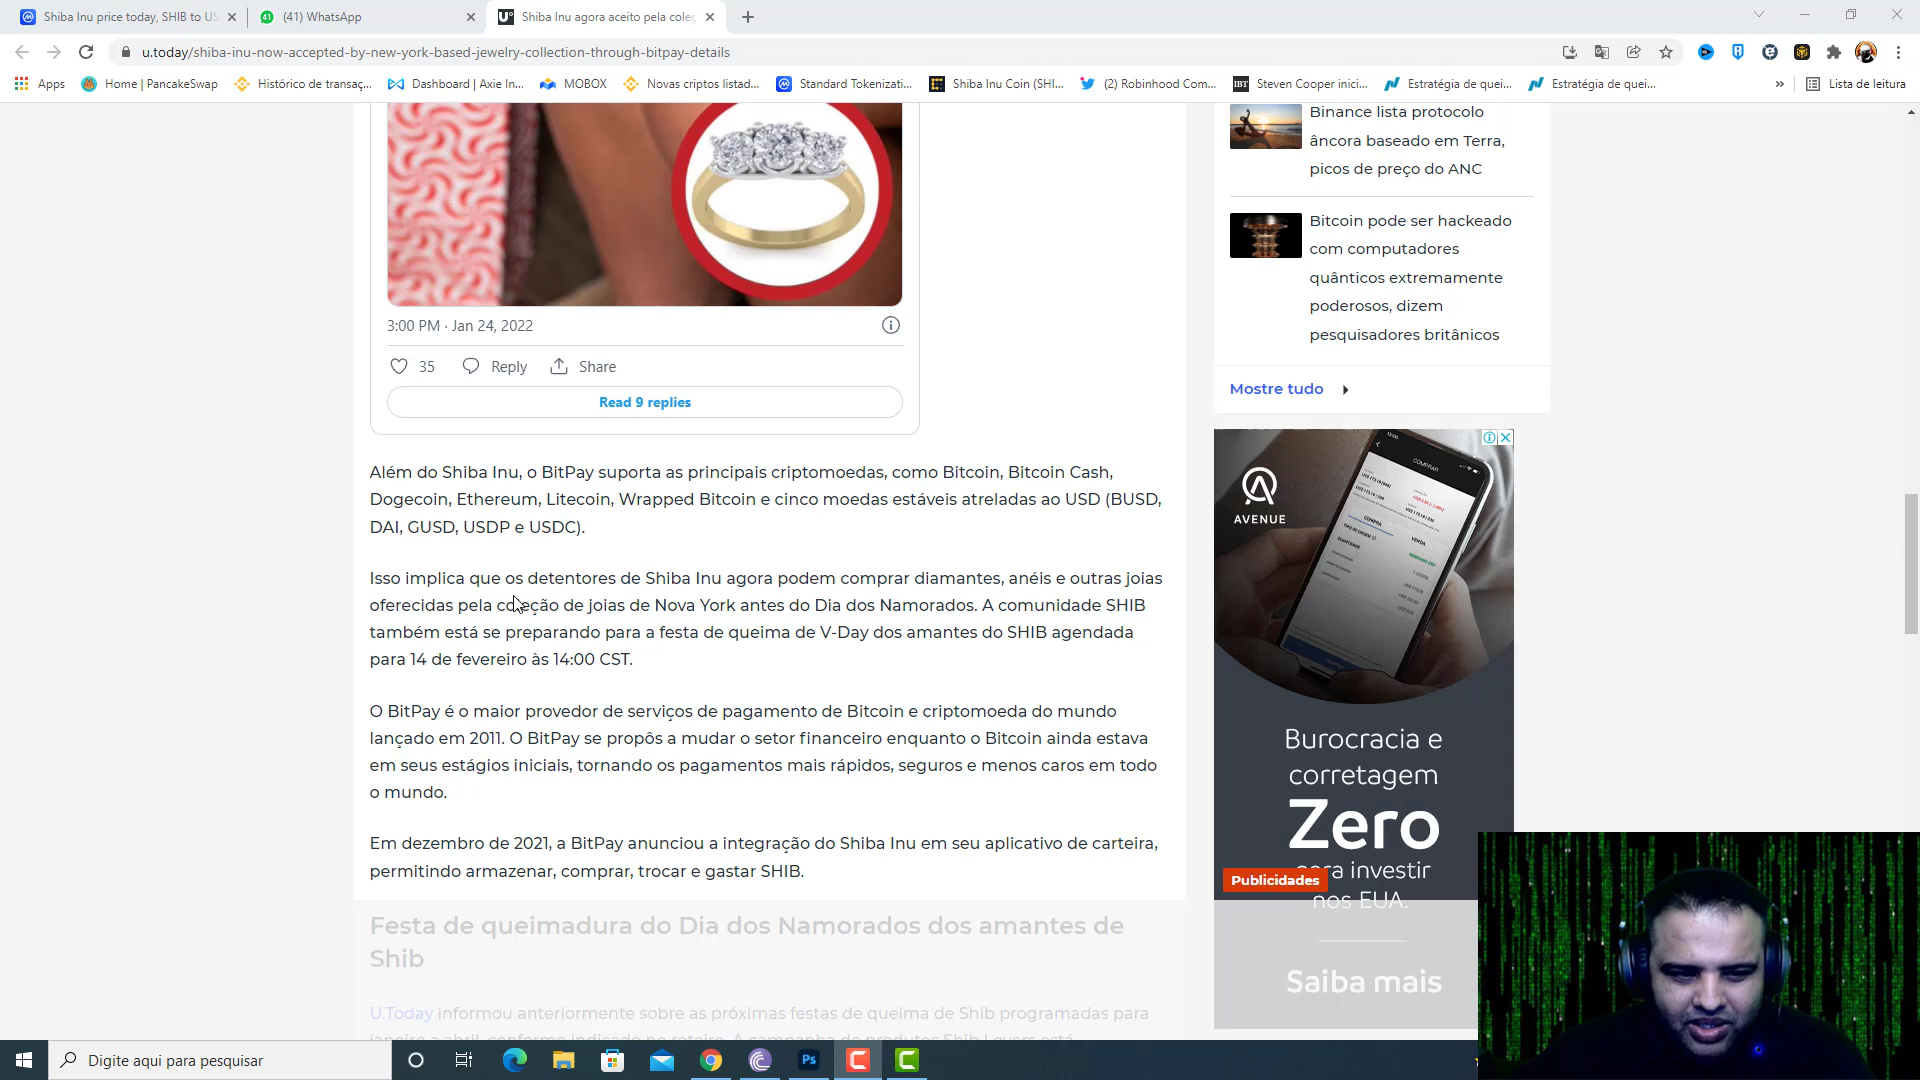 Shiba Inu price today, SHIB to US
(41) WhatsApp
Shiba Inu agora aceito pela cole
u.today/shiba-inu-now-accepted-by-new-york-based-jewelry-collection-through-bitpay-details
Apps
Home | PancakeSwap
Histórico de transaç...
Dashboard | Axie In...
MOBOX
Novas criptos listad...
Standard Tokenizati...
Shiba Inu Coin (SHI...
(2) Robinhood Com...
Steven Cooper inici...
Estratégia de quei...
Estratégia de quei...
»
Lista de leitura
3:00 PM · Jan 24, 2022
35
Reply
Share
Read 9 replies
Além do Shiba Inu, o BitPay suporta as principais criptomoedas, como Bitcoin, Bitcoin Cash,
Dogecoin, Ethereum, Litecoin, Wrapped Bitcoin e cinco moedas estáveis atreladas ao USD (BUSD,
DAI, GUSD, USDP e USDC).
Isso implica que os detentores de Shiba Inu agora podem comprar diamantes, anéis e outras joias
oferecidas pela coleção de joias de Nova York antes do Dia dos Namorados. A comunidade SHIB
também está se preparando para a festa de queima de V-Day dos amantes do SHIB agendada
para 14 de fevereiro às 14:00 CST.
O BitPay é o maior provedor de serviços de pagamento de Bitcoin e criptomoeda do mundo
lançado em 2011. O BitPay se propôs a mudar o setor financeiro enquanto o Bitcoin ainda estava
em seus estágios iniciais, tornando os pagamentos mais rápidos, seguros e menos caros em todo
o mundo.
Em dezembro de 2021, a BitPay anunciou a integração do Shiba Inu em seu aplicativo de carteira,
permitindo armazenar, comprar, trocar e gastar SHIB.
Festa de queimadura do Dia dos Namorados dos amantes de
Shib
U.Today informou anteriormente sobre as próximas festas de queima de Shib programadas para
Binance lista protocolo
âncora baseado em Terra,
picos de preço do ANC
Bitcoin pode ser hackeado
com computadores
quânticos extremamente
poderosos, dizem
pesquisadores britânicos
Mostre tudo
AVENUE
COMPRAR
COMPRA
VENDA
Burocracia e
corretagem
Zero
para investir
nos EUA.
Publicidades
Saiba mais
Digite aqui para pesquisar
Ps